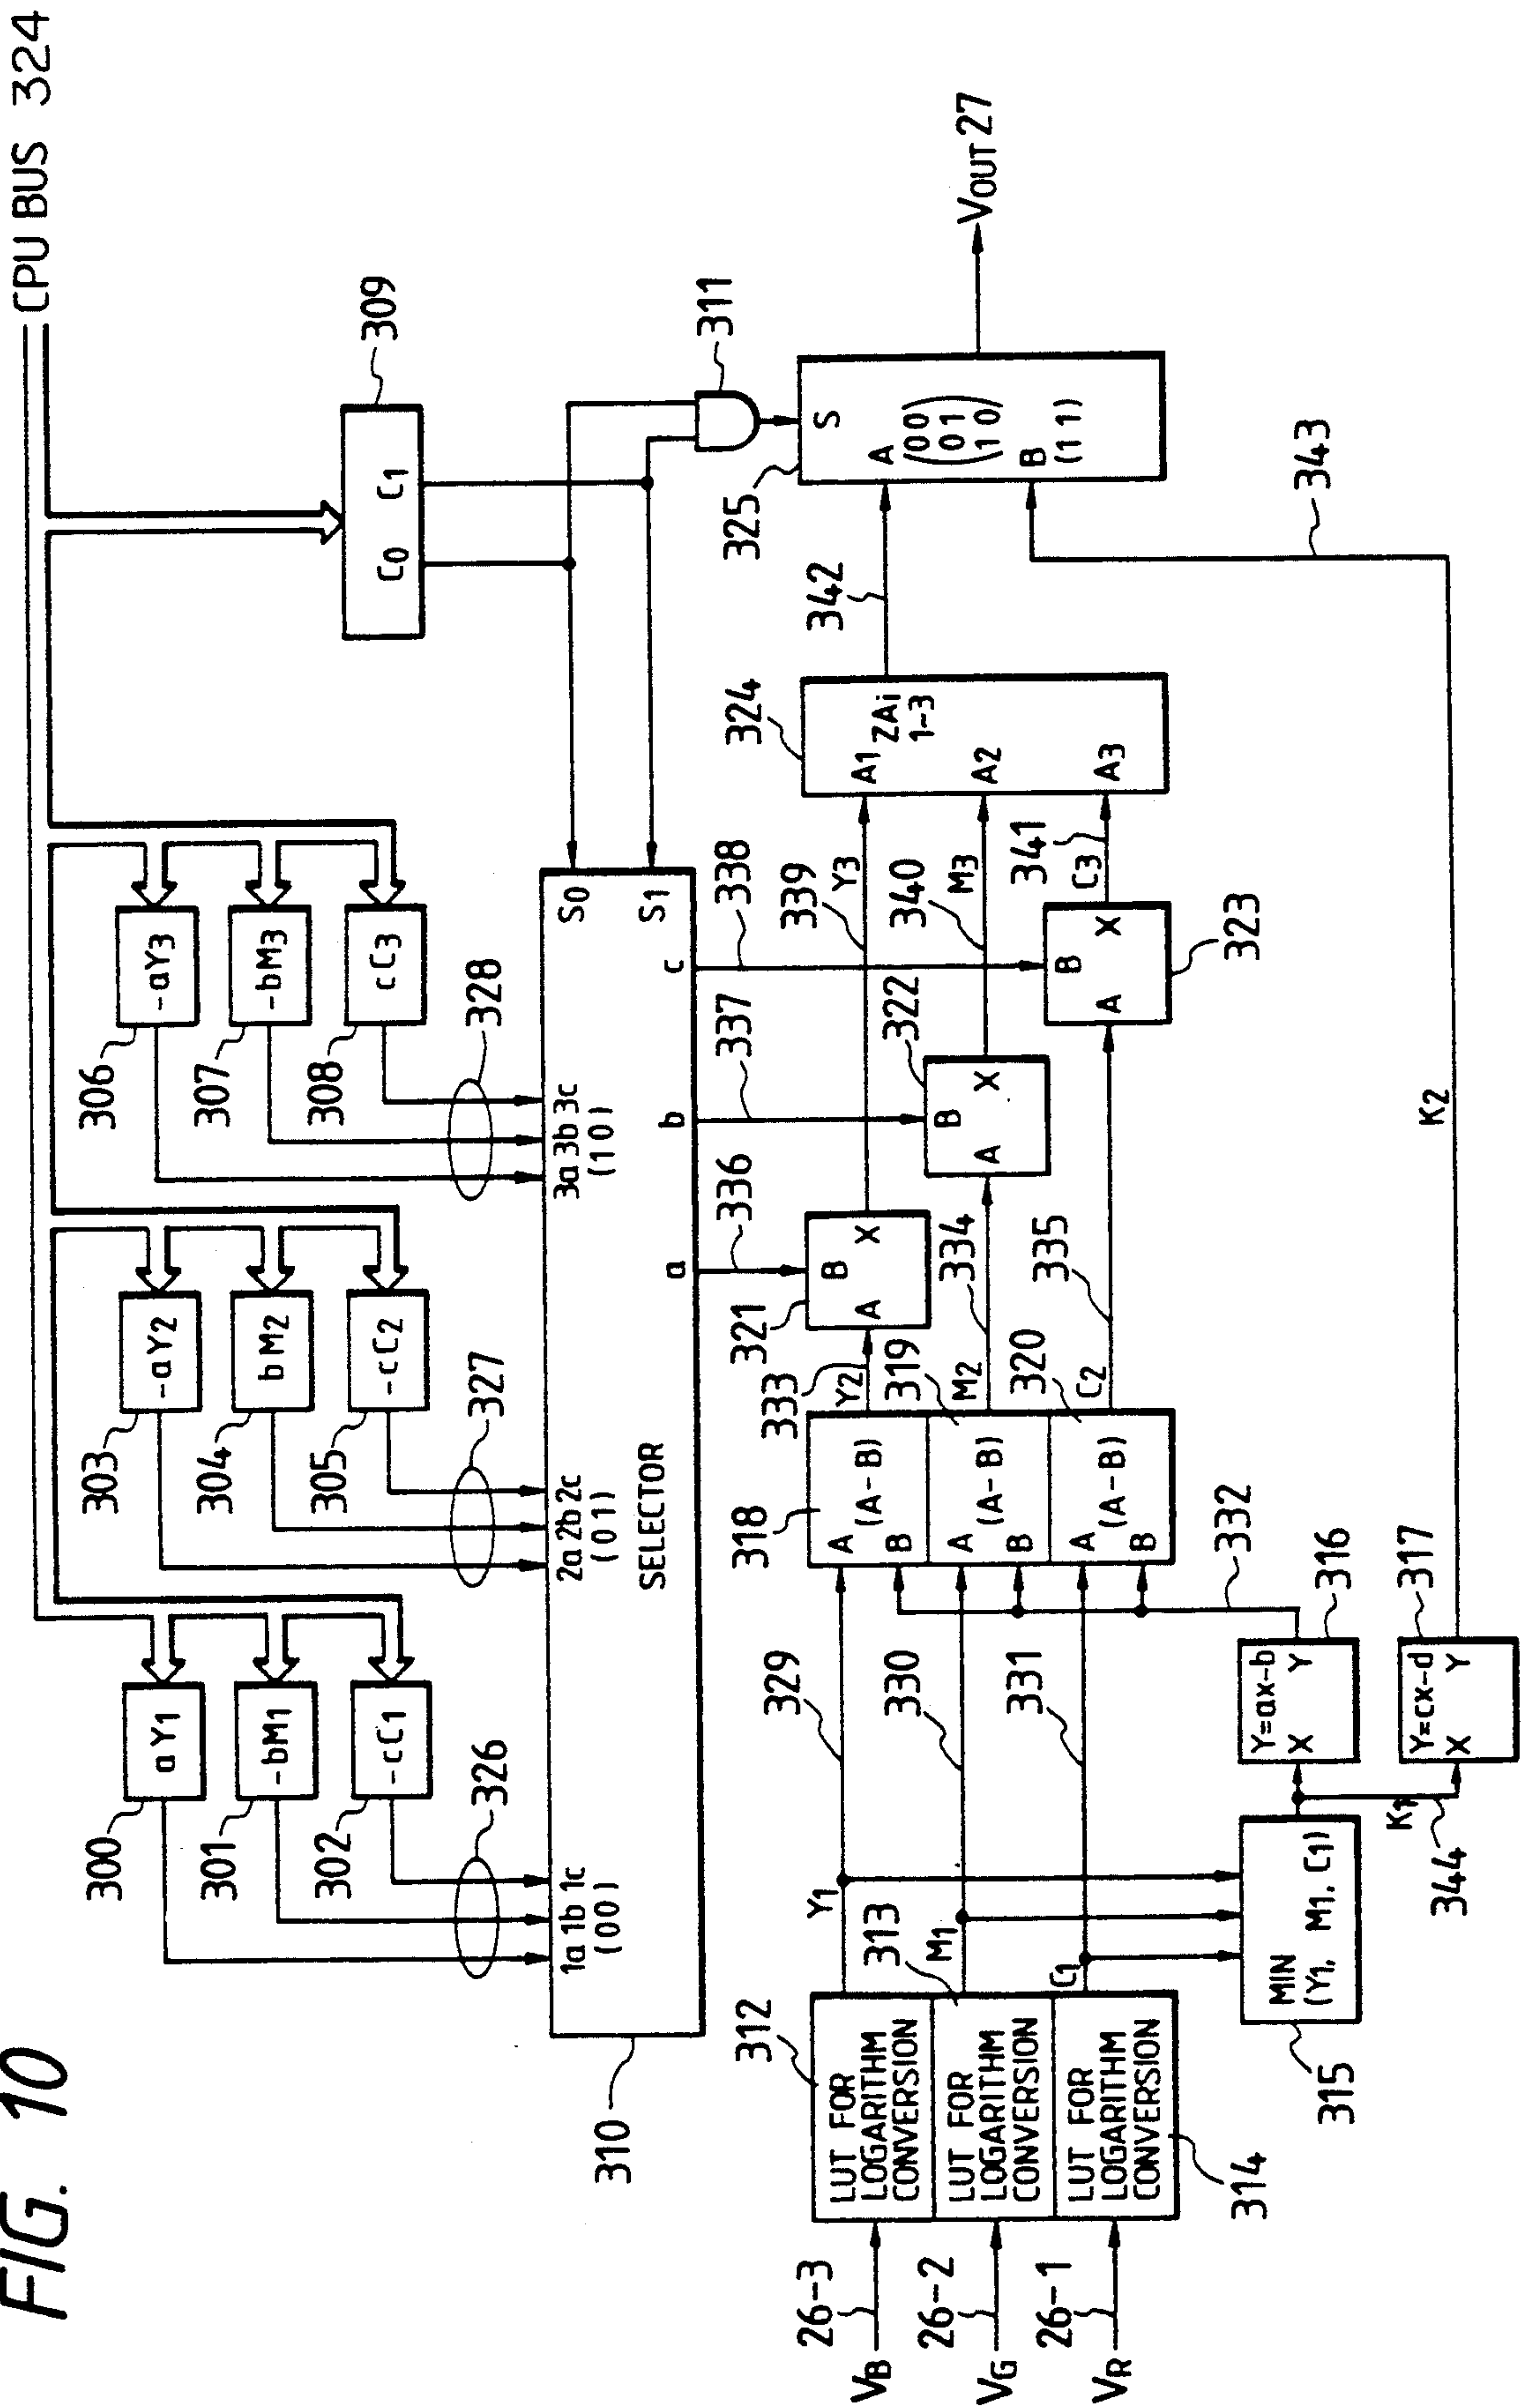 FIG. 10
CPU BUS 324
300
aY1
301
-bM1
302
-cC1
326
303
-aY2
304
bM2
305
-cC2
327
306
-aY3
307
-bM3
308
cC3
328
309
C0 C1
1a 1b 1c
(00)
2a 2b 2c
(01)
3a 3b 3c
(10)
S0
S1
SELECTOR
a b c
310
311
336
337
338
26-3
VB
26-2
VG
26-1
VR
312
LUT FOR
LOGARITHM
CONVERSION
313
LUT FOR
LOGARITHM
CONVERSION
LUT FOR
LOGARITHM
CONVERSION
314
Y1
M1
C1
329
330
331
MIN
(Y1, M1, C1)
315
K1
344
Y=ax-b
X Y
316
Y=cx-d
X Y
317
332
318
A
(A-B)
B
A
(A-B)
B
A
(A-B)
B
333
Y2
319
M2
320
C2
334
335
321
A B X
322
A B X
323
A B X
339
Y3
340
M3
341
C3
324
A1
ΣAi
1~3
A2
A3
342
325
S
A
(00)
(01)
(10)
B
(11)
343
K2
VOUT 27